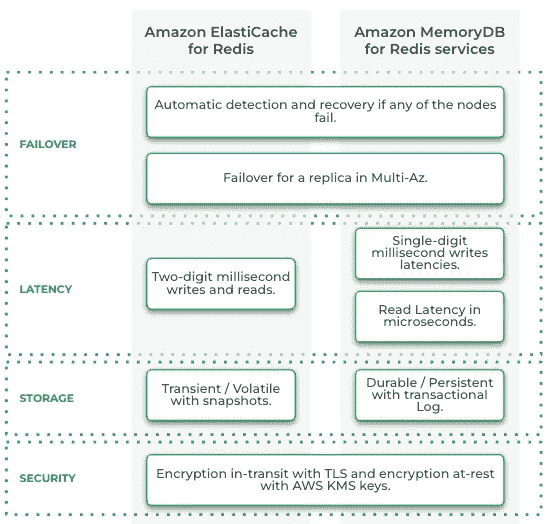 Amazon ElastiCache
for Redis
Amazon MemoryDB
for Redis services
FAILOVER
Automatic detection and recovery if any of the nodes
fail.
Failover for a replica in Multi-Az.
LATENCY
Two-digit millisecond
writes and reads.
Single-digit
millisecond writes
latencies.
Read Latency in
microseconds.
STORAGE
Transient / Volatile
with snapshots.
Durable / Persistent
with transactional
Log.
SECURITY
Encryption in-transit with TLS and encryption at-rest
with AWS KMS keys.